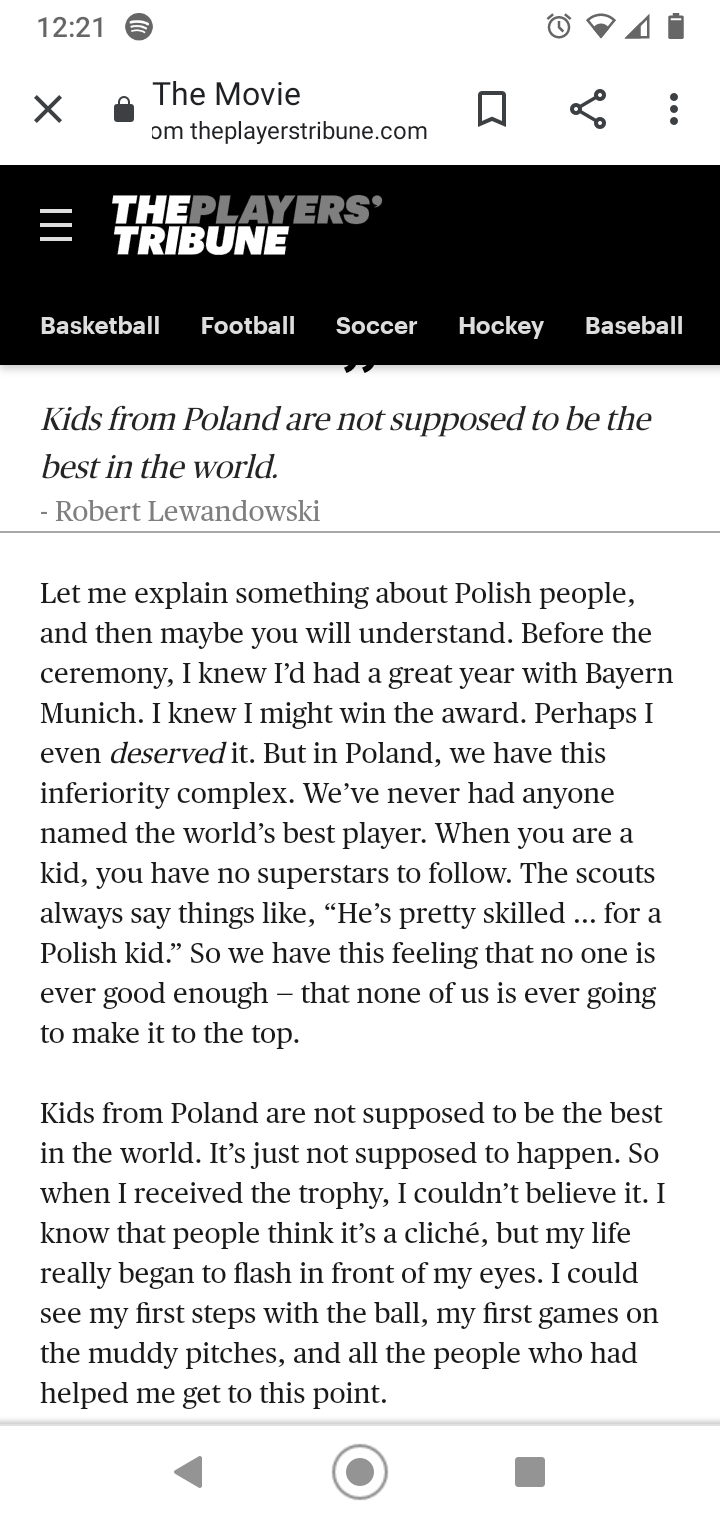 12:21
The Movie
om theplayerstribune.com
THE PLAYERS'
TRIBUNE
Basketball Football Soccer Hockey Baseball
”
Kids from Poland are not supposed to be the
best in the world.
- Robert Lewandowski
Let me explain something about Polish people,
and then maybe you will understand. Before the
ceremony, I knew I’d had a great year with Bayern
Munich. I knew I might win the award. Perhaps I
even deserved it. But in Poland, we have this
inferiority complex. We’ve never had anyone
named the world’s best player. When you are a
kid, you have no superstars to follow. The scouts
always say things like, “He’s pretty skilled ... for a
Polish kid.” So we have this feeling that no one is
ever good enough – that none of us is ever going
to make it to the top.
Kids from Poland are not supposed to be the best
in the world. It’s just not supposed to happen. So
when I received the trophy, I couldn’t believe it. I
know that people think it’s a cliché, but my life
really began to flash in front of my eyes. I could
see my first steps with the ball, my first games on
the muddy pitches, and all the people who had
helped me get to this point.